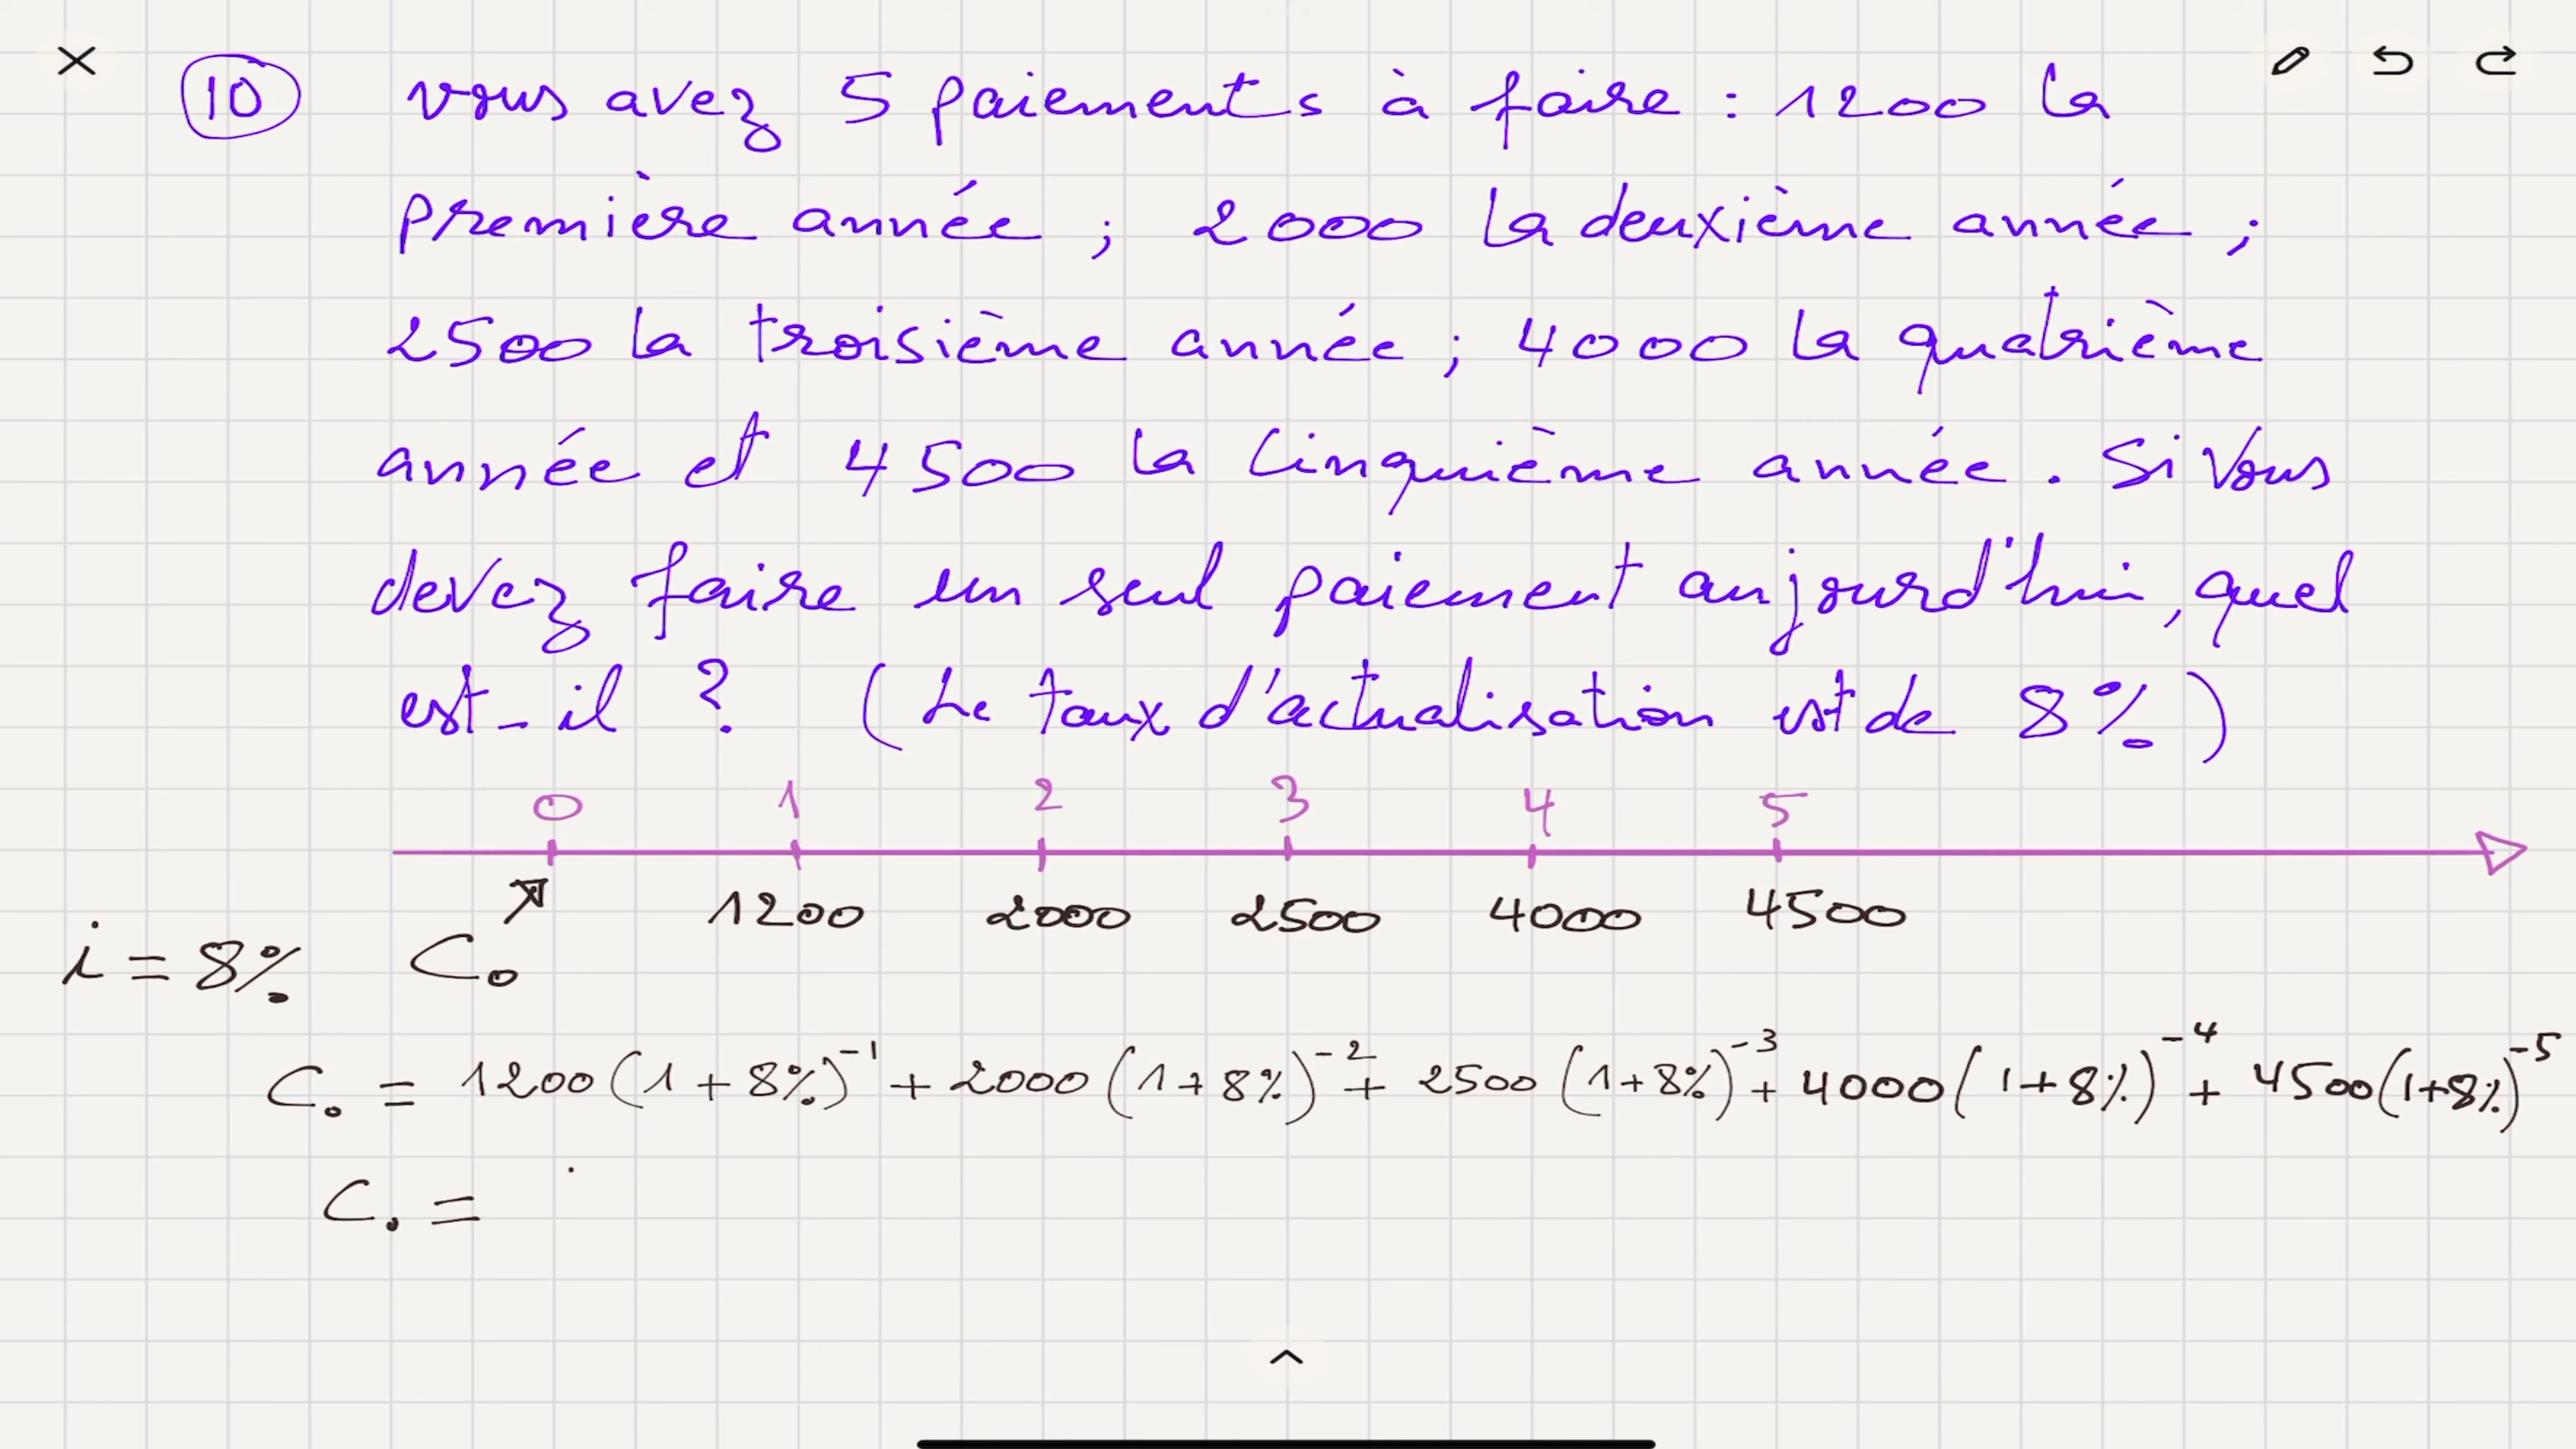 10 vous avez 5 paiements à faire : 1200 la
première année ; 2000 la deuxième année ;
2500 la troisième année ; 4000 la quatrième
année et 4500 la cinquième année. Si vous
devez faire un seul paiement aujourd'hui, quel
est-il ? (Le taux d'actualisation est de 8%)
0 1 2 3 4 5
1200 2000 2500 4000 4500
i = 8% C₀
C₀ = 1200(1+8%)⁻¹ + 2000(1+8%)⁻² + 2500(1+8%)⁻³ + 4000(1+8%)⁻⁴ + 4500(1+8%)⁻⁵
C₀ =